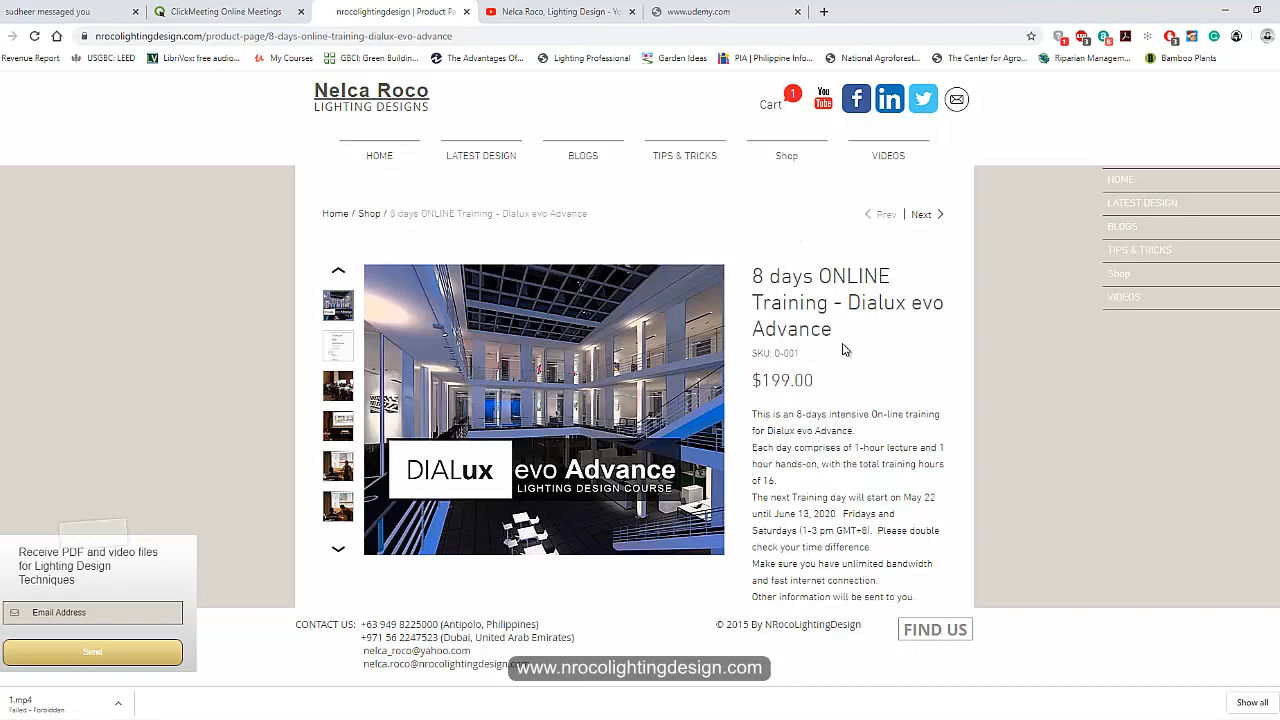 sudheer messaged you
ClickMeeting Online Meetings
nrocolightingdesign | Product Pa
Nelca Roco, Lighting Design - Yo
www.udemy.com
nrocolightingdesign.com/product-page/8-days-online-training-dialux-evo-advance
Revenue Report
USGBC: LEED
LibriVox: free audio...
My Courses
GBCI: Green Buildin...
The Advantages Of...
Lighting Professional
Garden Ideas
PIA | Philippine Info...
National Agroforest...
The Center for Agro...
Riparian Managem...
Bamboo Plants
Nelca Roco
LIGHTING DESIGNS
Cart 1
You Tube
HOME
LATEST DESIGN
BLOGS
TIPS & TRICKS
Shop
VIDEOS
HOME
LATEST DESIGN
BLOGS
TIPS & TRICKS
Shop
VIDEOS
Home / Shop / 8 days ONLINE Training - Dialux evo Advance
Prev | Next
DIALux evo Advance
LIGHTING DESIGN COURSE
8 days ONLINE
Training - Dialux evo
Advance
SKU: 0-001
$199.00
This is an 8-days intensive On-line training
for Dialux evo Advance.
Each day comprises of 1-hour lecture and 1
hour hands-on, with the total training hours
of 16.
The next Training day will start on May 22
until June 13, 2020. Fridays and
Saturdays (1-3 pm GMT+8). Please double
check your time difference.
Make sure you have unlimited bandwidth
and fast internet connection.
Other information will be sent to you.
Receive PDF and video files
for Lighting Design
Techniques
Email Address
Send
CONTACT US: +63 949 8225000 (Antipolo, Philippines)
+971 56 2247523 (Dubai, United Arab Emirates)
nelca_roco@yahoo.com
nelca.roco@nrocolightingdesign.com
© 2015 By NRocoLightingDesign
FIND US
www.nrocolightingdesign.com
1.mp4
Failed - Forbidden
Show all